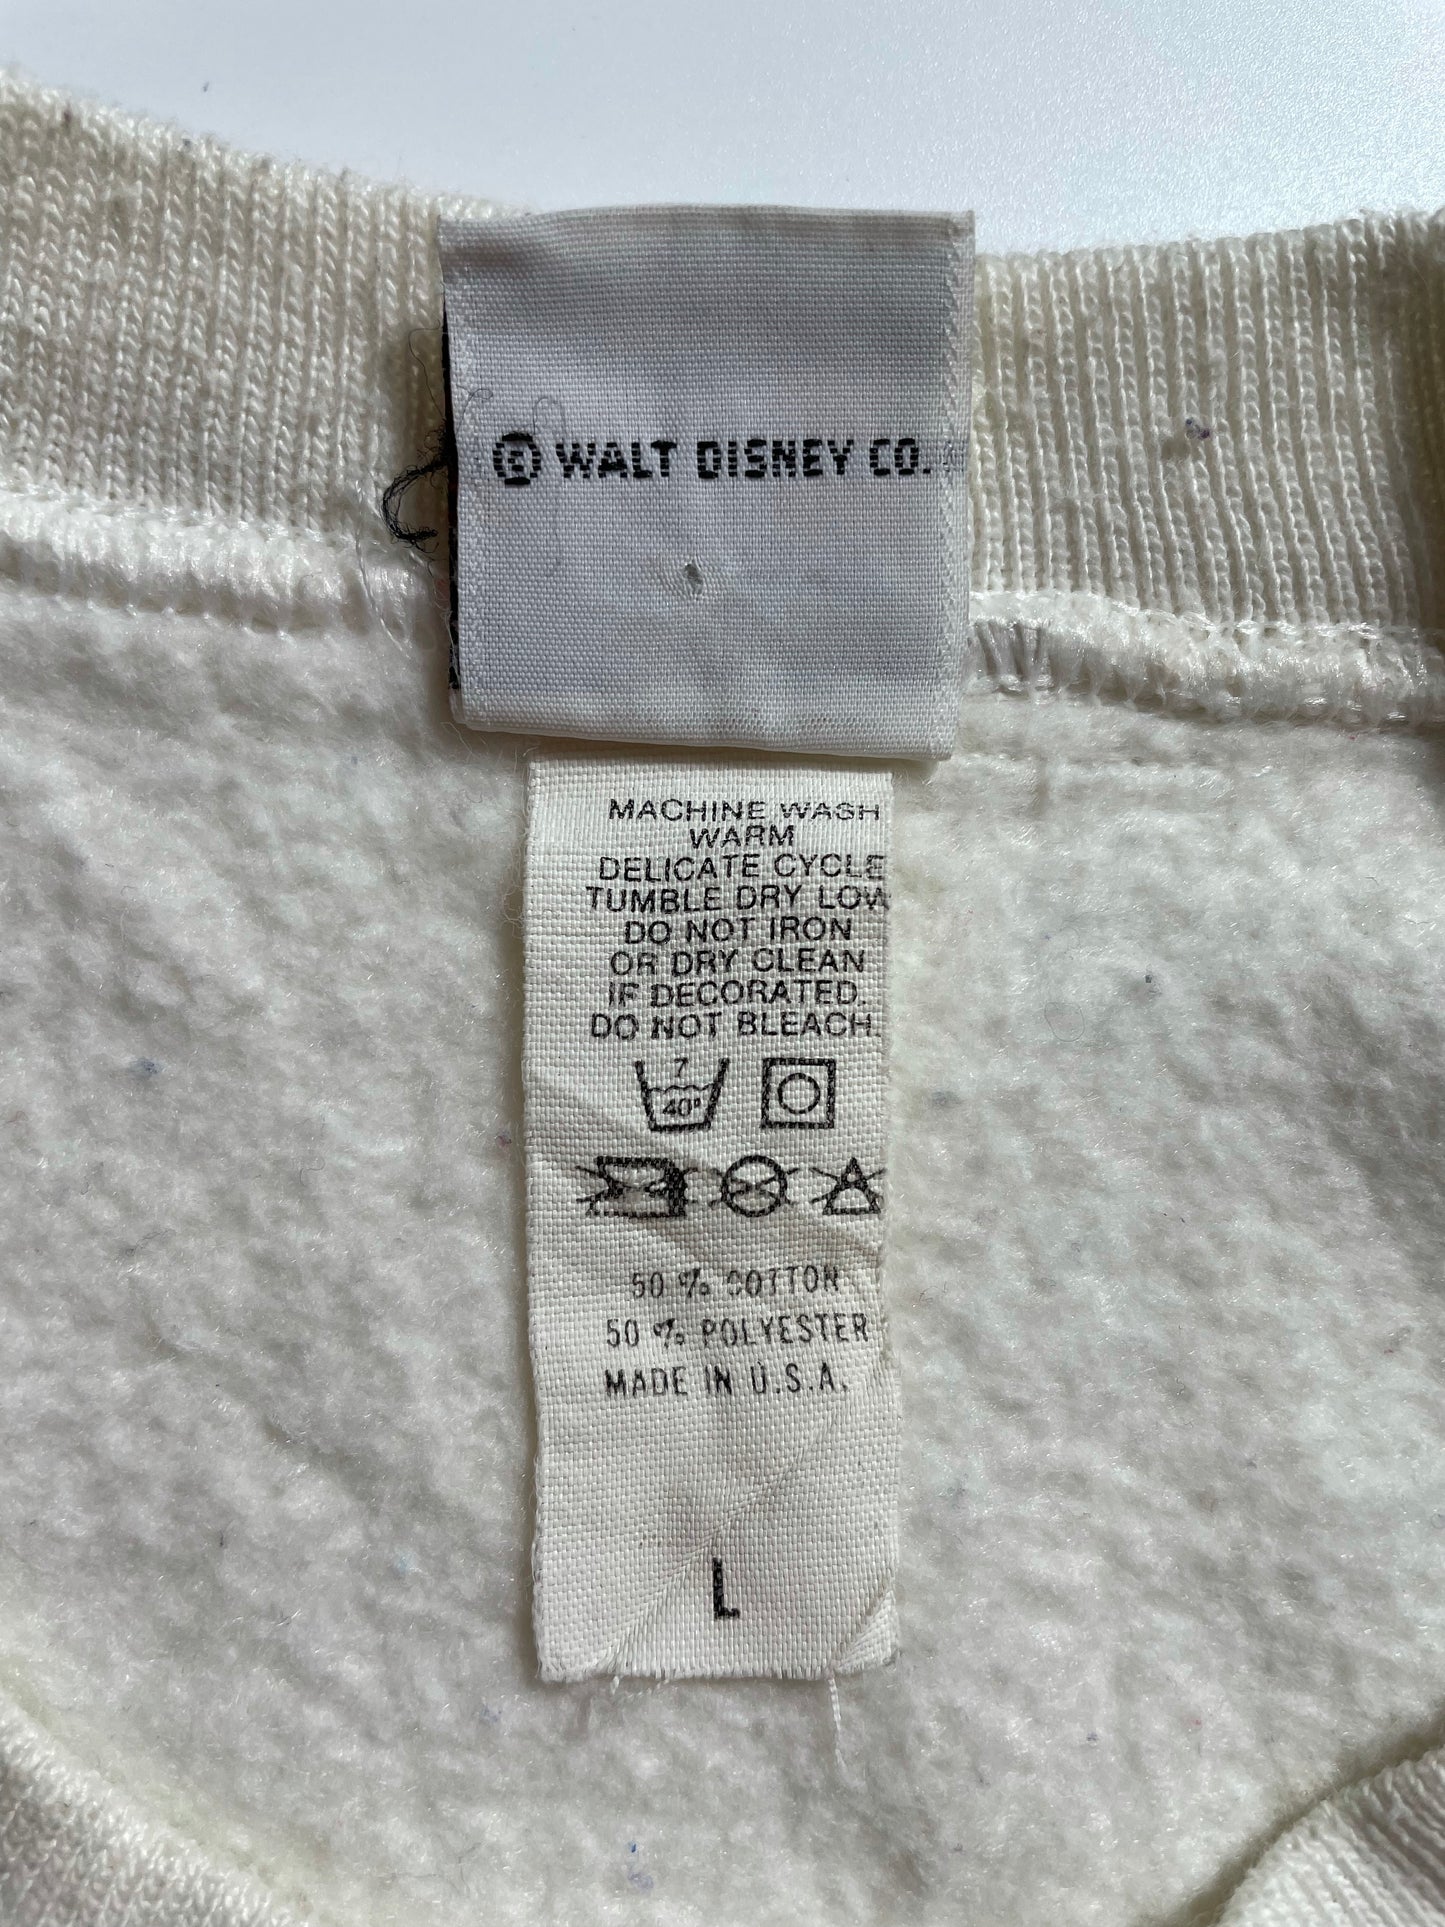 © WALT DISNEY CO.
MACHINE WASH
WARM
DELICATE CYCLE
TUMBLE DRY LOW
DO NOT IRON
OR DRY CLEAN
IF DECORATED.
DO NOT BLEACH.
7
40°
50 % COTTON
50 % POLYESTER
MADE IN U.S.A.
L